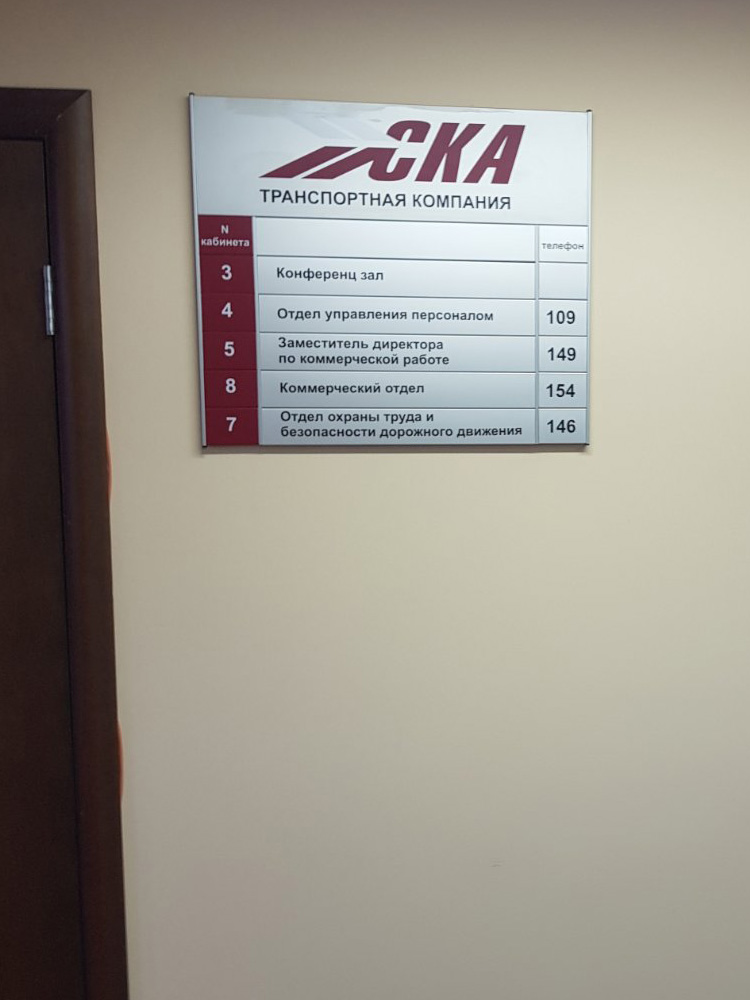 СКА
ТРАНСПОРТНАЯ КОМПАНИЯ
N
кабинета
телефон
3 Конференц зал
4 Отдел управления персоналом 109
5 Заместитель директора
по коммерческой работе 149
8 Коммерческий отдел 154
7 Отдел охраны труда и
безопасности дорожного движения 146